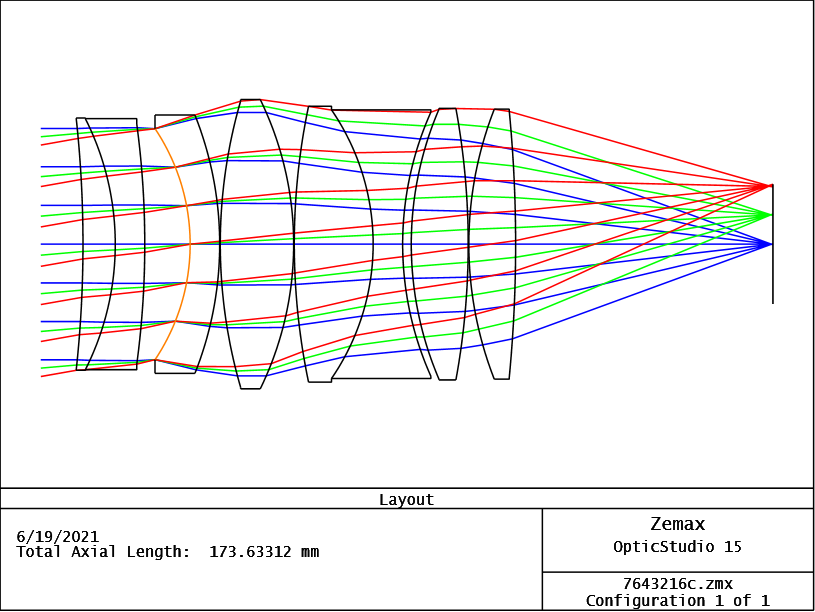 Layout
6/19/2021
Total Axial Length:  173.63312 mm
Zemax
OpticStudio 15
7643216c.zmx
Configuration 1 of 1